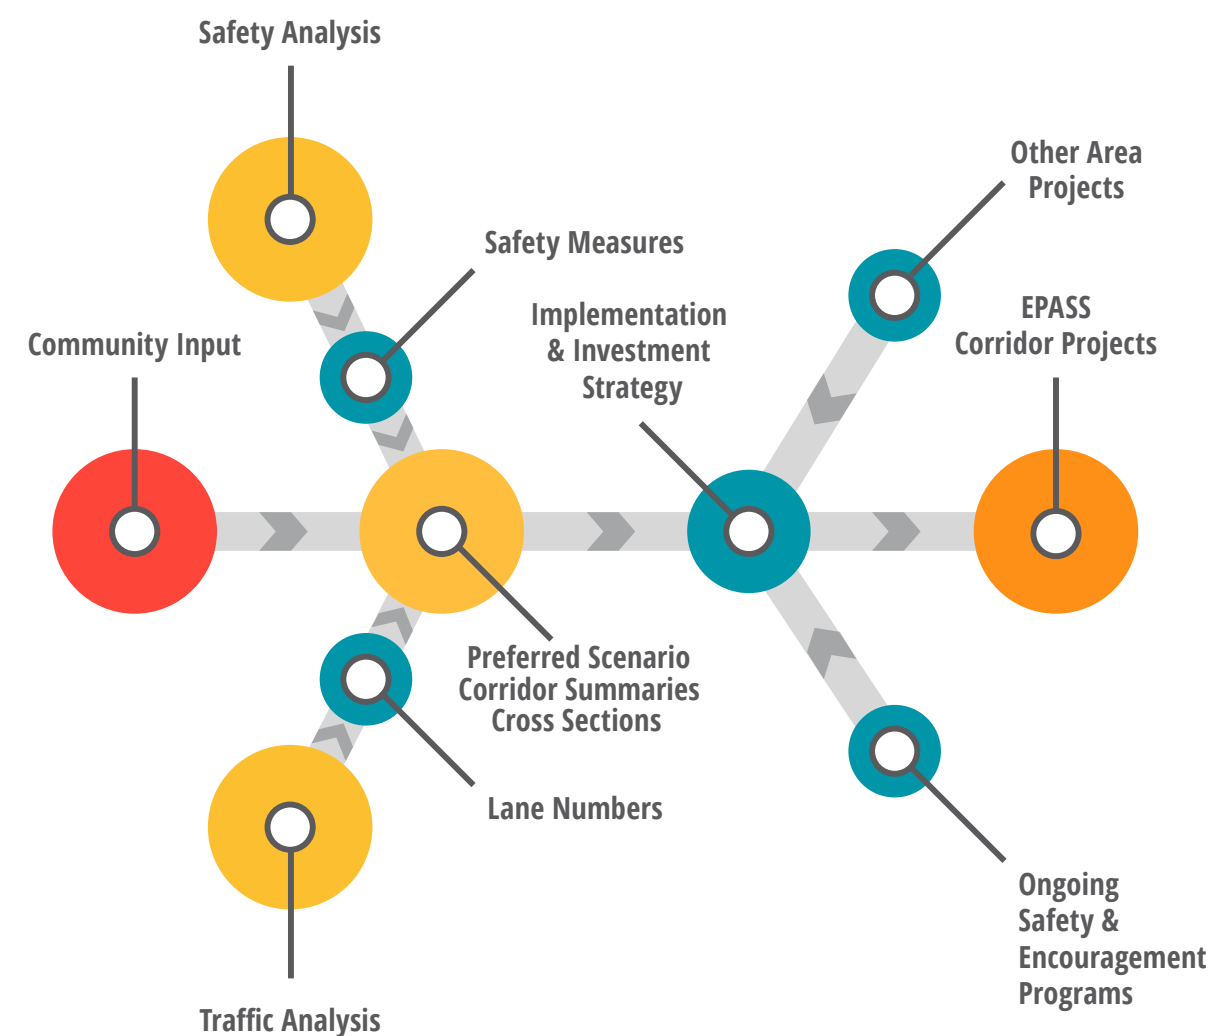 Safety Analysis
Other Area
Projects
Safety Measures
EPASS
Corridor Projects
Implementation
& Investment
Strategy
Community Input
Preferred Scenario
Corridor Summaries
Cross Sections
Lane Numbers
Ongoing
Safety &
Encouragement
Programs
Traffic Analysis